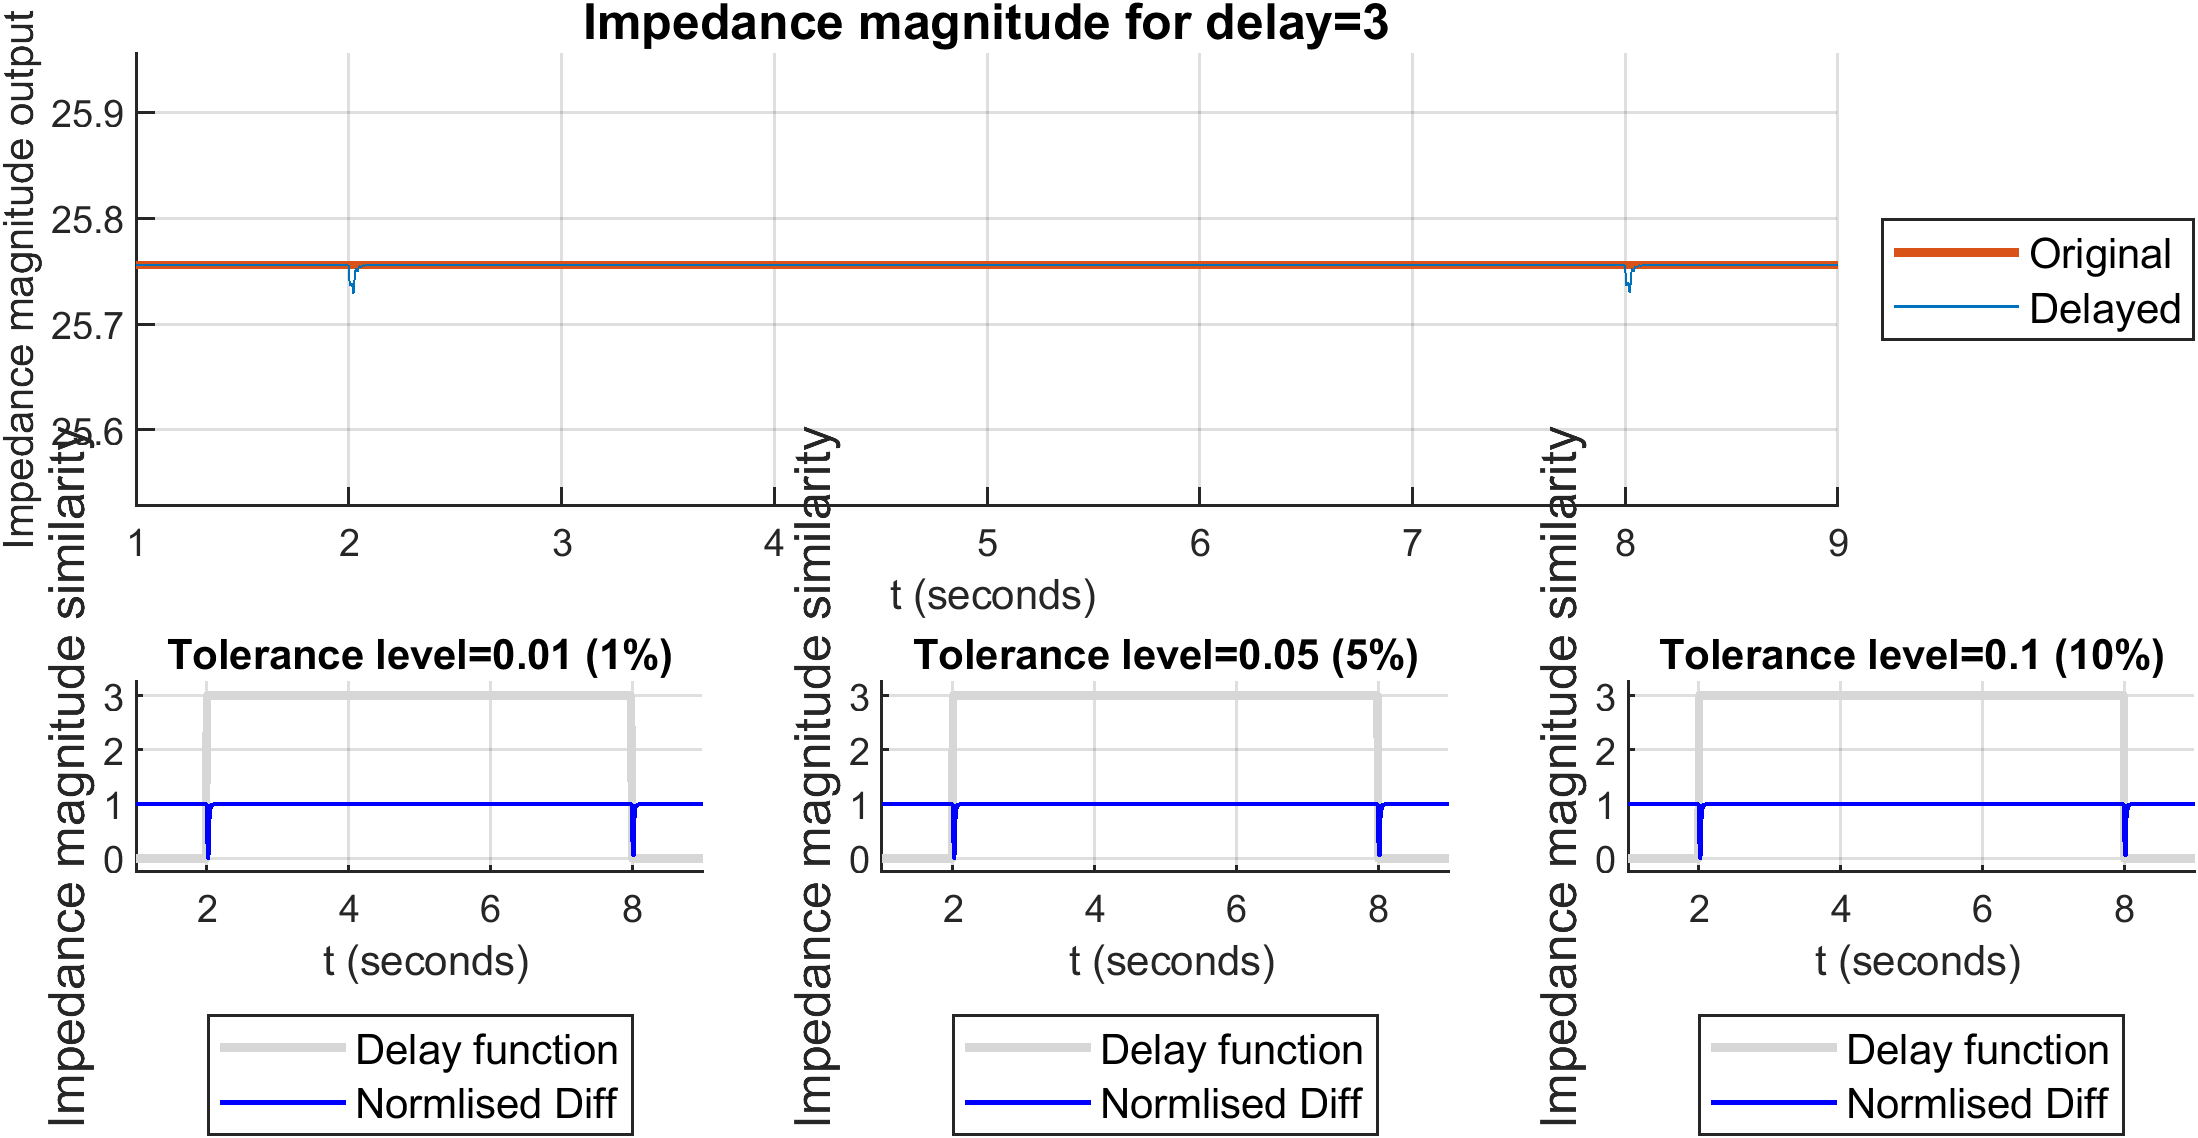 Impedance magnitude for delay=3
Impedance magnitude output
25.9
25.8
25.7
25.6
1 2 3 4 5 6 7 8 9
t (seconds)
Original
Delayed
Impedance magnitude similarity
Tolerance level=0.01 (1%)
3
2
1
0
2 4 6 8
t (seconds)
Delay function
Normlised Diff
Impedance magnitude similarity
Tolerance level=0.05 (5%)
3
2
1
0
2 4 6 8
t (seconds)
Delay function
Normlised Diff
Impedance magnitude similarity
Tolerance level=0.1 (10%)
3
2
1
0
2 4 6 8
t (seconds)
Delay function
Normlised Diff